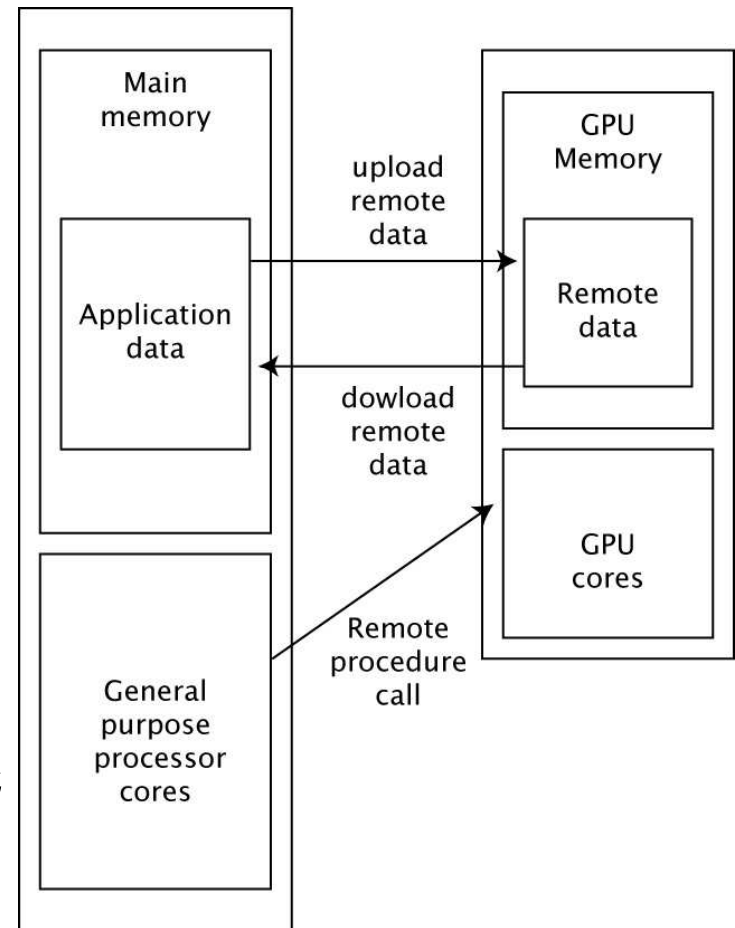 Main
memory
Application
data
General
purpose
processor
cores
upload
remote
data
dowload
remote
data
Remote
procedure
call
GPU
Memory
Remote
data
GPU
cores